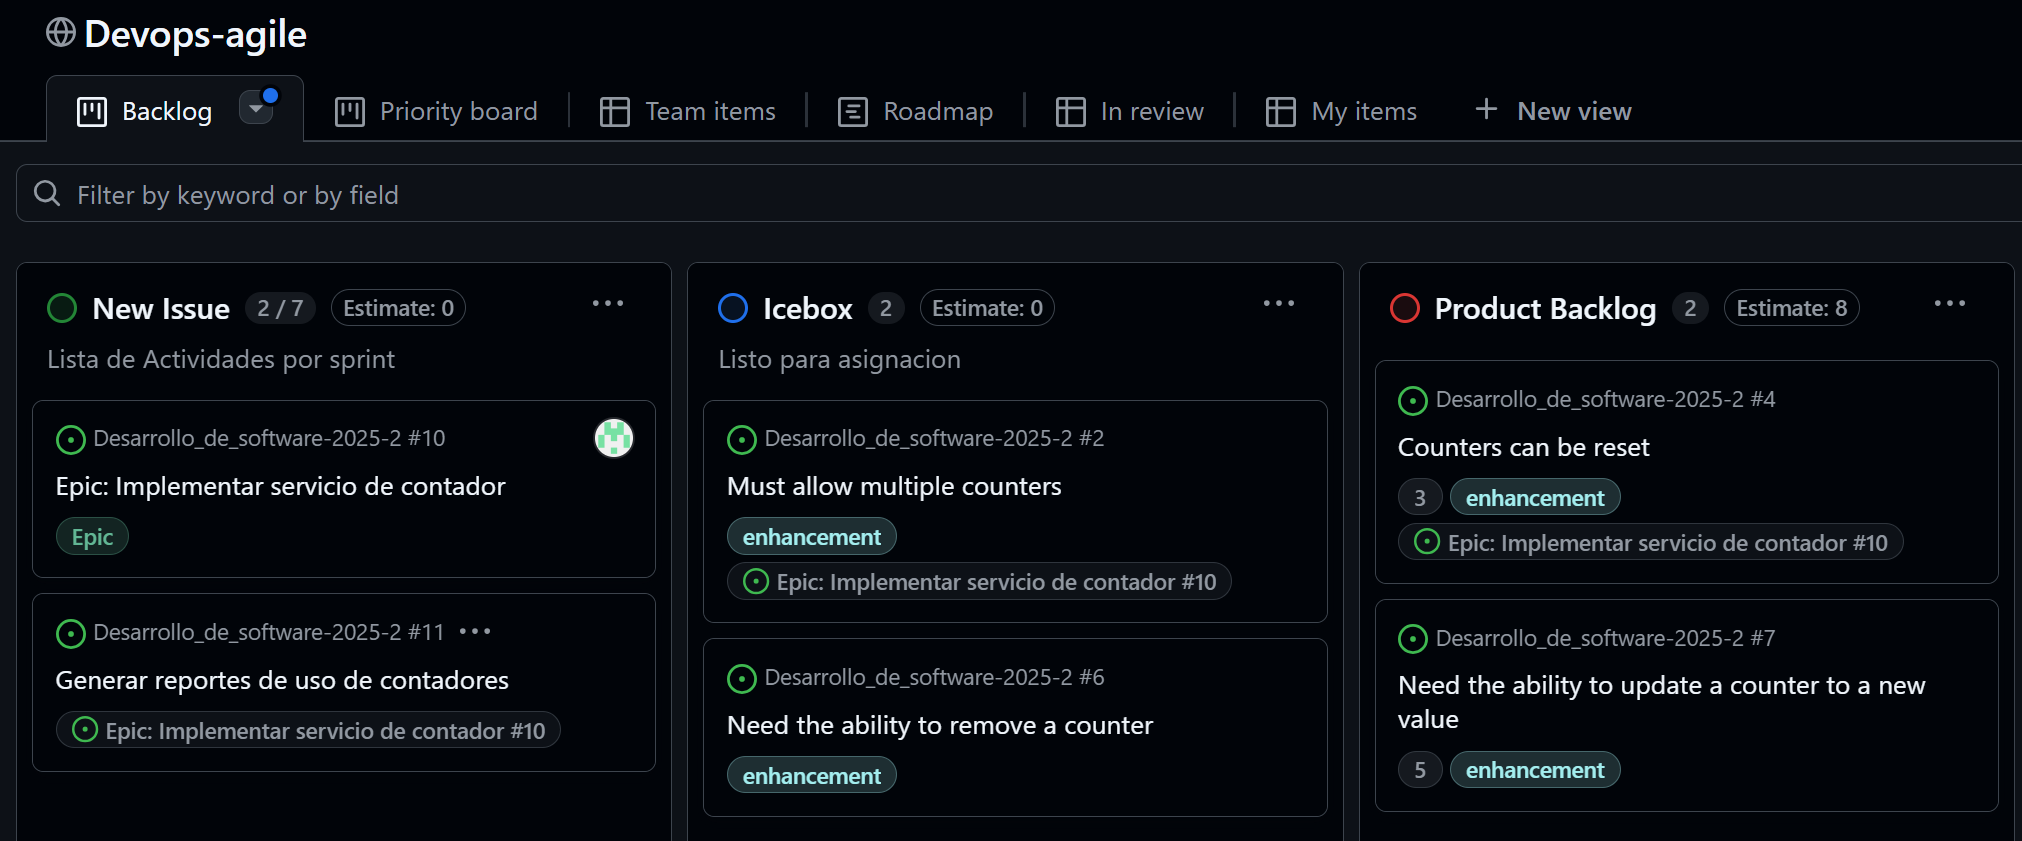 Devops-agile
Backlog
Priority board
Team items
Roadmap
In review
My items
New view
Filter by keyword or by field
New Issue 2 / 7 Estimate: 0
Lista de Actividades por sprint
Desarrollo_de_software-2025-2 #10
Epic: Implementar servicio de contador
Epic
Desarrollo_de_software-2025-2 #11
Generar reportes de uso de contadores
Epic: Implementar servicio de contador #10
Icebox 2 Estimate: 0
Listo para asignacion
Desarrollo_de_software-2025-2 #2
Must allow multiple counters
enhancement
Epic: Implementar servicio de contador #10
Desarrollo_de_software-2025-2 #6
Need the ability to remove a counter
enhancement
Product Backlog 2 Estimate: 8
Desarrollo_de_software-2025-2 #4
Counters can be reset
3 enhancement
Epic: Implementar servicio de contador #10
Desarrollo_de_software-2025-2 #7
Need the ability to update a counter to a new
value
5 enhancement